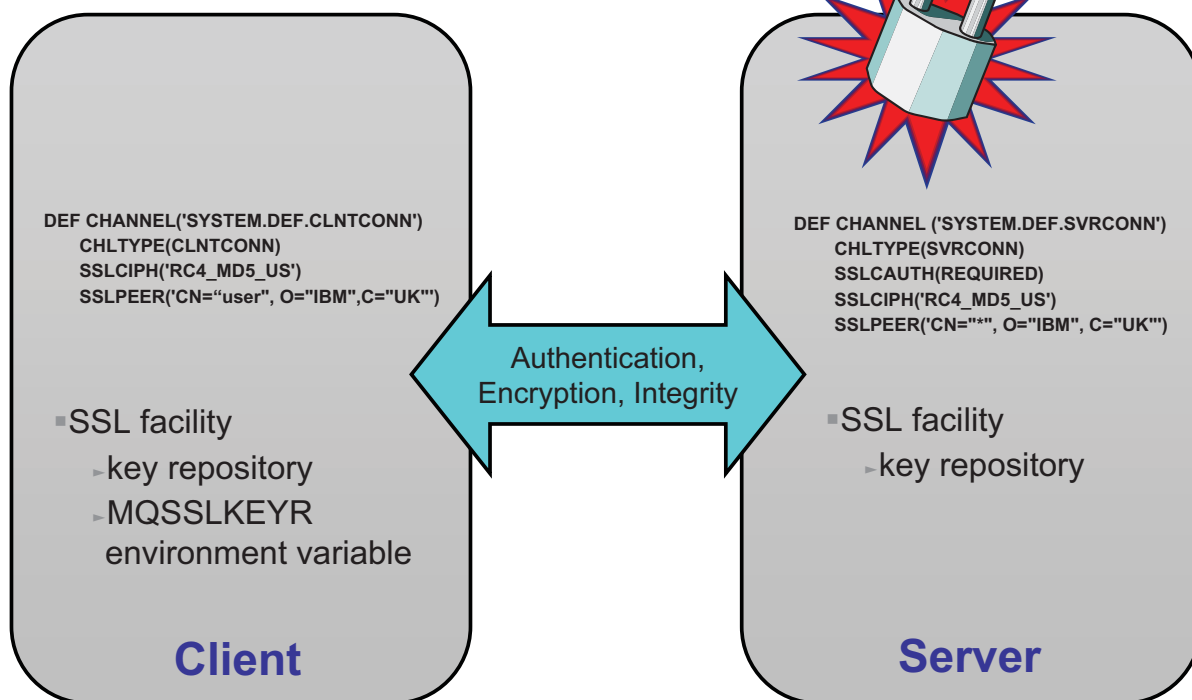 DEF CHANNEL('SYSTEM.DEF.CLNTCONN')
CHLTYPE(CLNTCONN)
SSLCIPH('RC4_MD5_US')
SSLPEER('CN=“user", O="IBM",C="UK"')
▪SSL facility
►key repository
►MQSSLKEYR
environment variable
Client
Authentication,
Encryption, Integrity
DEF CHANNEL ('SYSTEM.DEF.SVRCONN')
CHLTYPE(SVRCONN)
SSLCAUTH(REQUIRED)
SSLCIPH('RC4_MD5_US')
SSLPEER('CN="*", O="IBM", C="UK"')
▪SSL facility
►key repository
Server